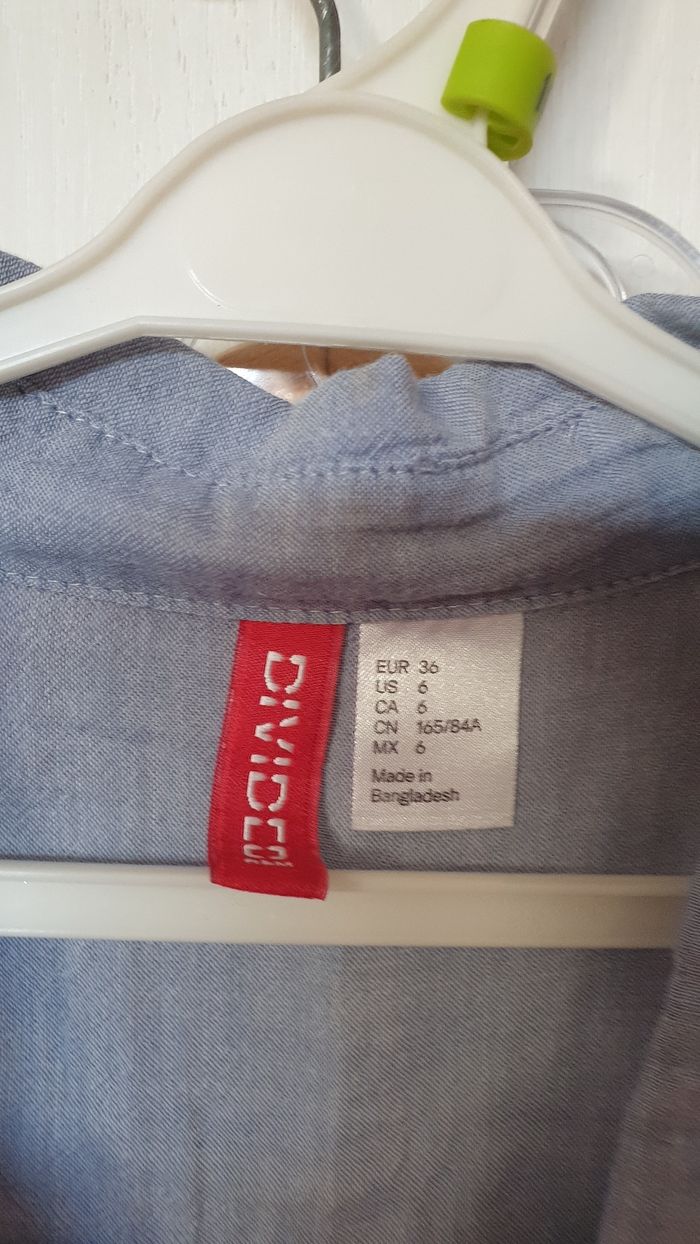 DIVIDED
EUR 36
US 6
CA 6
CN 165/84A
MX 6
Made in
Bangladesh